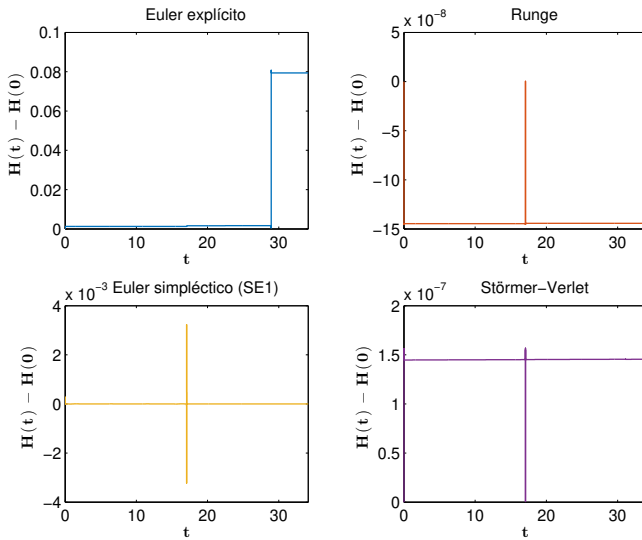 Euler explícito
0.1
0.08
0.06
0.04
0.02
0
H(t) − H(0)
0 10 20 30
t
x 10⁻⁸
Runge
5
0
−5
−10
−15
H(t) − H(0)
0 10 20 30
t
x 10⁻³
Euler simpléctico (SE1)
4
2
0
−2
−4
H(t) − H(0)
0 10 20 30
t
x 10⁻⁷
Störmer−Verlet
2
1.5
1
0.5
0
H(t) − H(0)
0 10 20 30
t